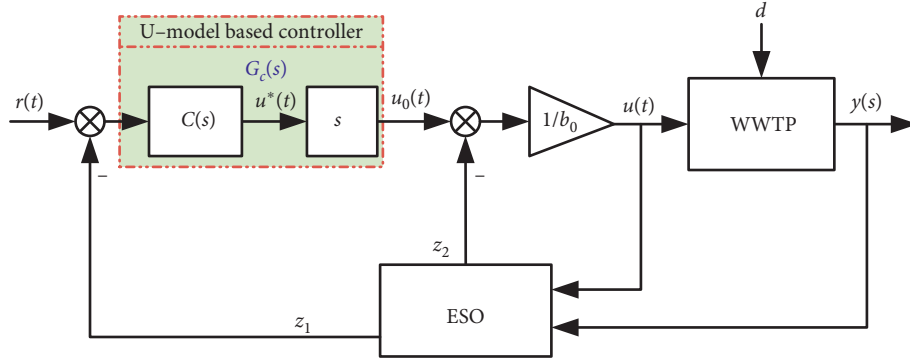 U–model based controller
G_c(s)
r(t)
C(s)
u*(t)
s
u_0(t)
1/b_0
u(t)
d
WWTP
y(s)
–
–
z_2
ESO
z_1